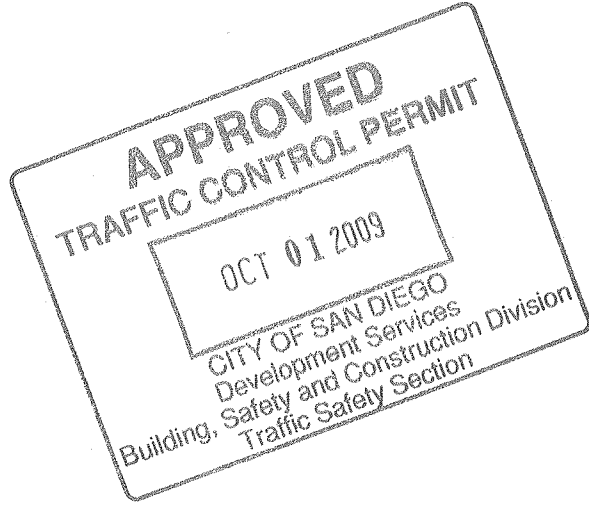 APPROVED
TRAFFIC CONTROL PERMIT
OCT 01 2009
CITY OF SAN DIEGO
Development Services
Building, Safety and Construction Division
Traffic Safety Section